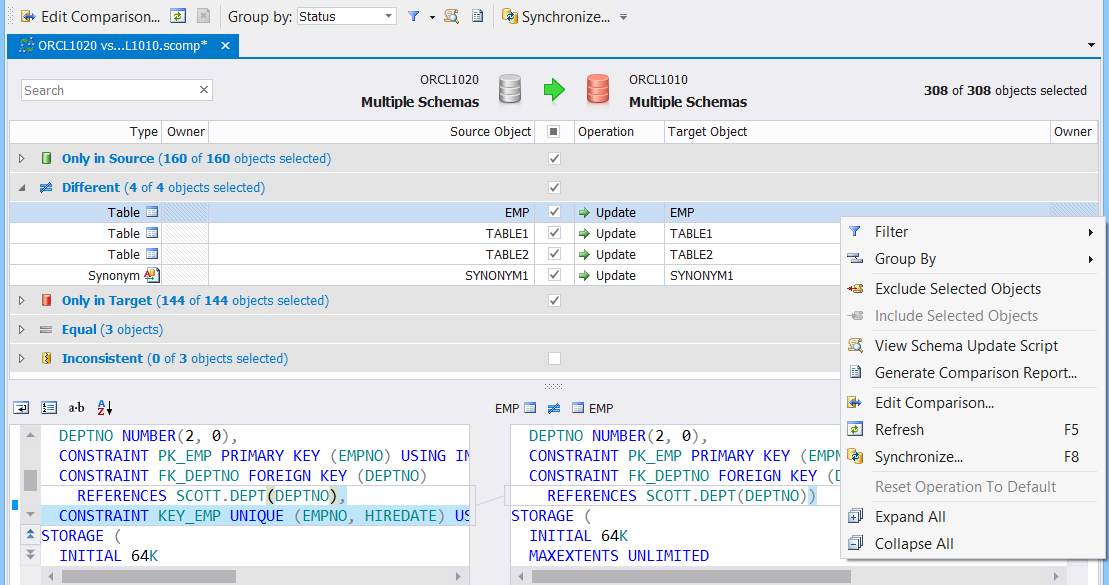 Edit Comparison... Group by: Status Synchronize...
ORCL1020 vs...L1010.scomp*
Search
ORCL1020
Multiple Schemas
ORCL1010
Multiple Schemas
308 of 308 objects selected
Type Owner Source Object Operation Target Object Owner
Only in Source (160 of 160 objects selected)
Different (4 of 4 objects selected)
Table EMP Update EMP
Table TABLE1 Update TABLE1
Table TABLE2 Update TABLE2
Synonym SYNONYM1 Update SYNONYM1
Only in Target (144 of 144 objects selected)
Equal (3 objects)
Inconsistent (0 of 3 objects selected)
Filter
Group By
Exclude Selected Objects
Include Selected Objects
View Schema Update Script
Generate Comparison Report...
Edit Comparison...
Refresh F5
Synchronize... F8
Reset Operation To Default
Expand All
Collapse All
a-b
EMP EMP
DEPTNO NUMBER(2, 0),
CONSTRAINT PK_EMP PRIMARY KEY (EMPNO) USING IN
CONSTRAINT FK_DEPTNO FOREIGN KEY (DEPTNO)
REFERENCES SCOTT.DEPT(DEPTNO),
CONSTRAINT KEY_EMP UNIQUE (EMPNO, HIREDATE) US
STORAGE (
INITIAL 64K
DEPTNO NUMBER(2, 0),
CONSTRAINT PK_EMP PRIMARY KEY (EMPN
CONSTRAINT FK_DEPTNO FOREIGN KEY (D
REFERENCES SCOTT.DEPT(DEPTNO))
STORAGE (
INITIAL 64K
MAXEXTENTS UNLIMITED